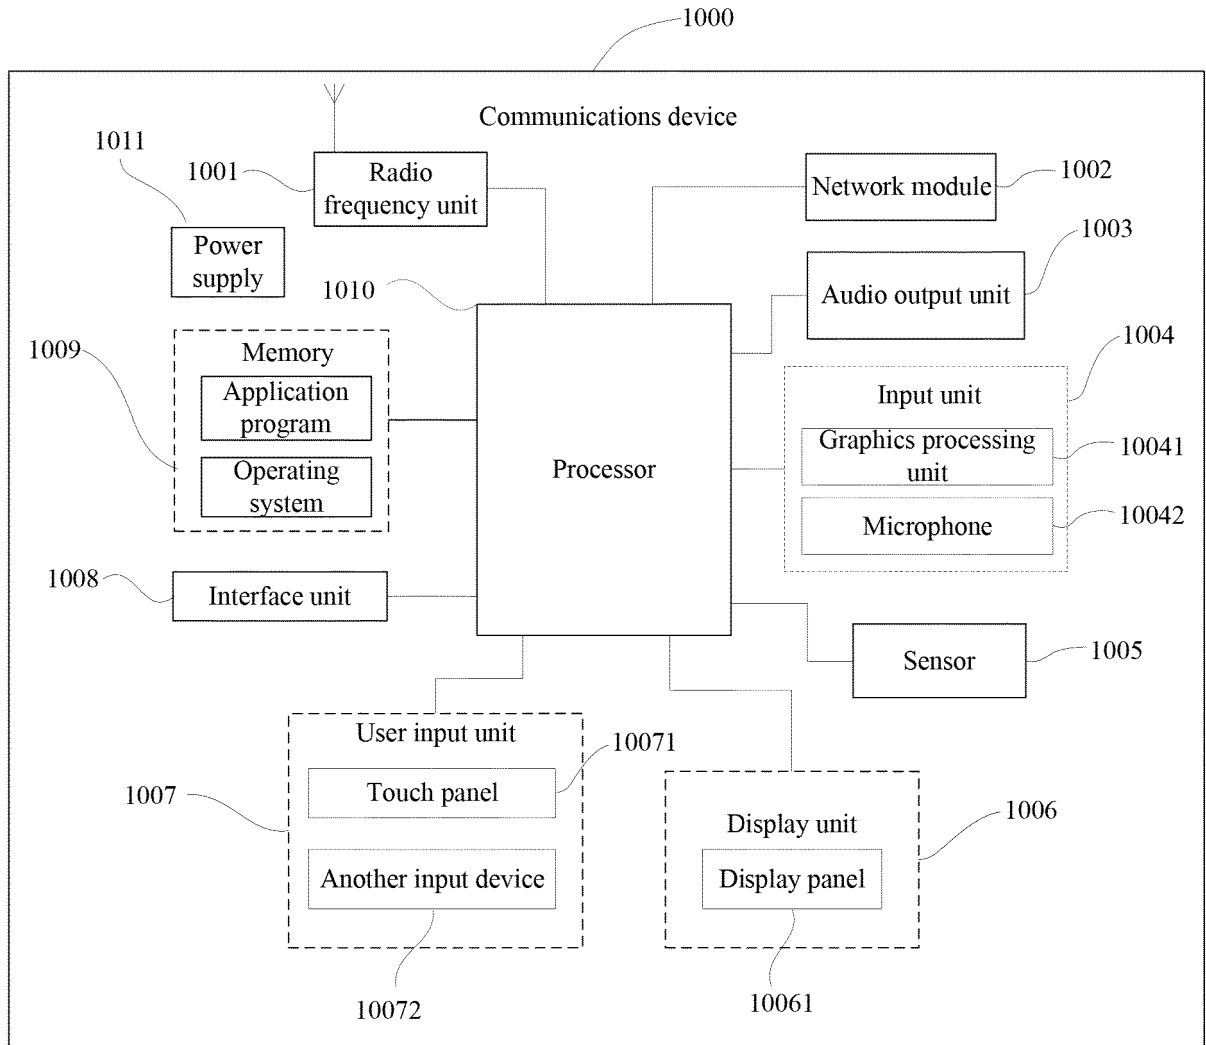 1000
Communications device
1011
1001
Radio
frequency unit
Network module
1002
Power
supply
1003
Audio output unit
1010
1009
Memory
Application
program
Operating
system
Processor
1004
Input unit
Graphics processing
unit
10041
Microphone
10042
1008
Interface unit
Sensor
1005
User input unit
10071
1007
Touch panel
Another input device
10072
1006
Display unit
Display panel
10061